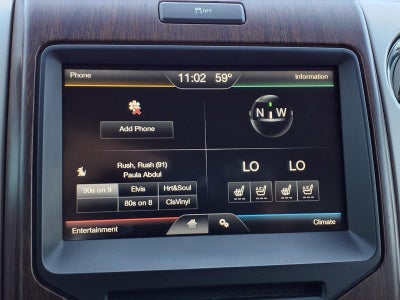 OFF
Phone
11:02 59º
Information
Add Phone
N W
Rush, Rush (91)
Paula Abdul
LO LO
90s on 9 Elvis Hrt&Soul
80s on 8 ClsVinyl
Entertainment
Climate